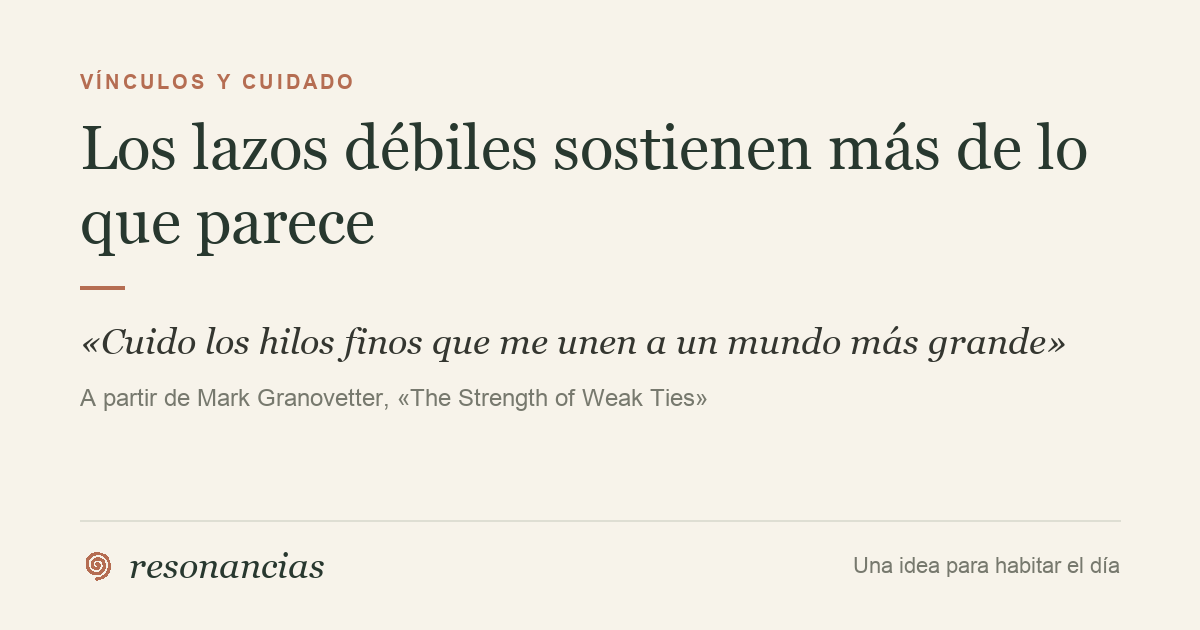 VÍNCULOS Y CUIDADO
Los lazos débiles sostienen más de lo
que parece
«Cuido los hilos finos que me unen a un mundo más grande»
A partir de Mark Granovetter, «The Strength of Weak Ties»
resonancias
Una idea para habitar el día